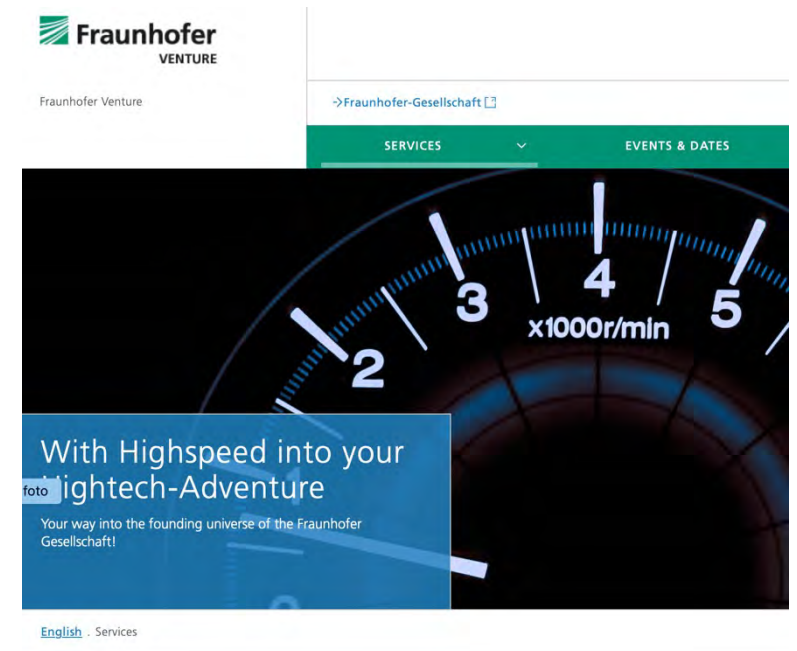 Fraunhofer
VENTURE
Fraunhofer Venture
->Fraunhofer-Gesellschaft
SERVICES
EVENTS & DATES
2
3
4
5
x1000r/min
With Highspeed into your
ightech-Adventure
foto
Your way into the founding universe of the Fraunhofer
Gesellschaft!
English . Services